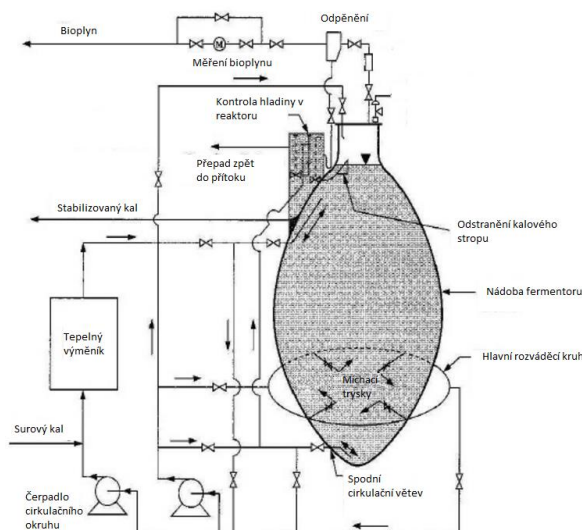 Odpěnění
Bioplyn
M
Měření bioplynu
Kontrola hladiny v
reaktoru
Přepad zpět
do přítoku
Stabilizovaný kal
Odstranění kalového
stropu
Nádoba fermentoru
Tepelný
výměník
Hlavní rozváděcí kruh
Míchací
trysky
Surový kal
Spodní
cirkulační větev
Čerpadlo
cirkulačního
okruhu